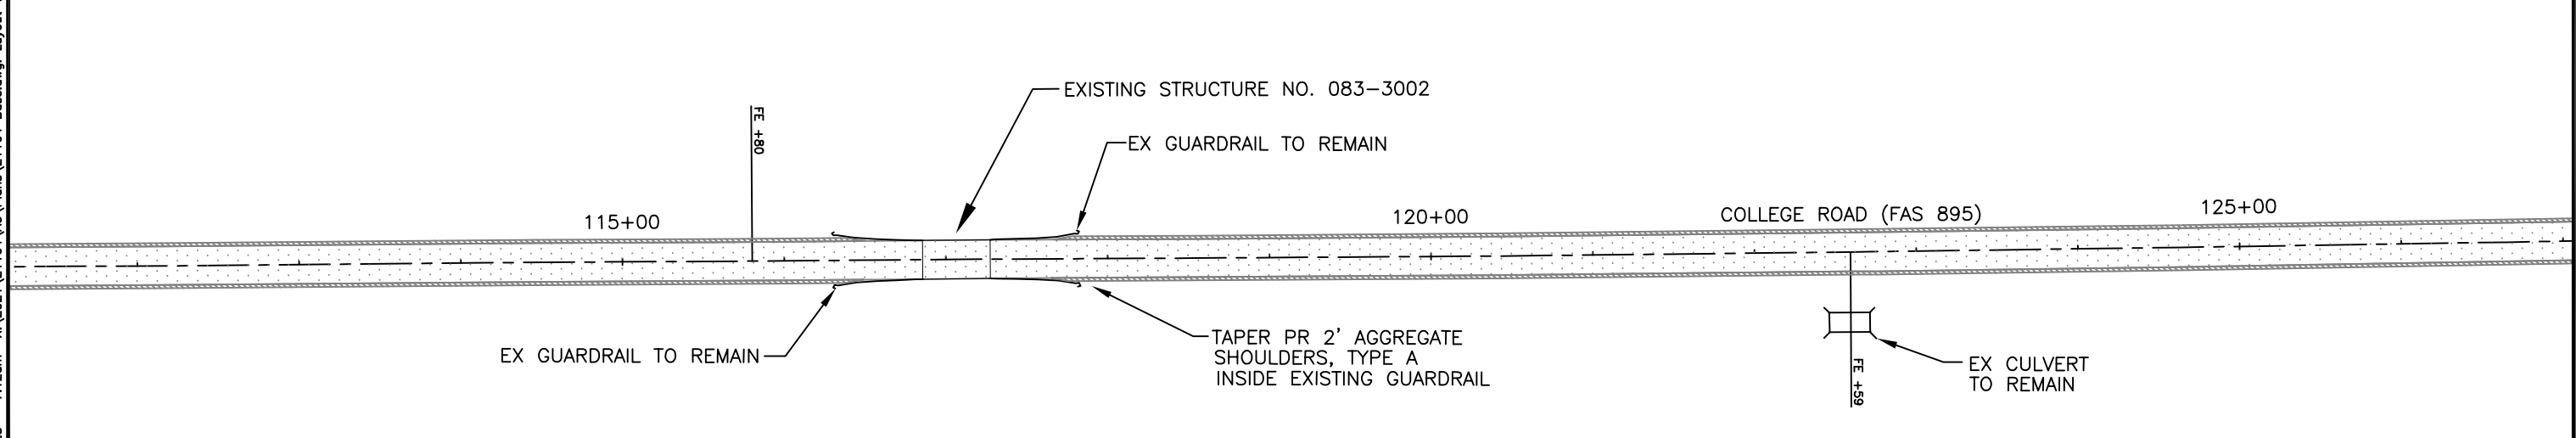 EXISTING STRUCTURE NO. 083-3002
FE +80
EX GUARDRAIL TO REMAIN
115+00
120+00
COLLEGE ROAD (FAS 895)
125+00
EX GUARDRAIL TO REMAIN
TAPER PR 2' AGGREGATE
SHOULDERS, TYPE A
INSIDE EXISTING GUARDRAIL
EX CULVERT
TO REMAIN
FE +59